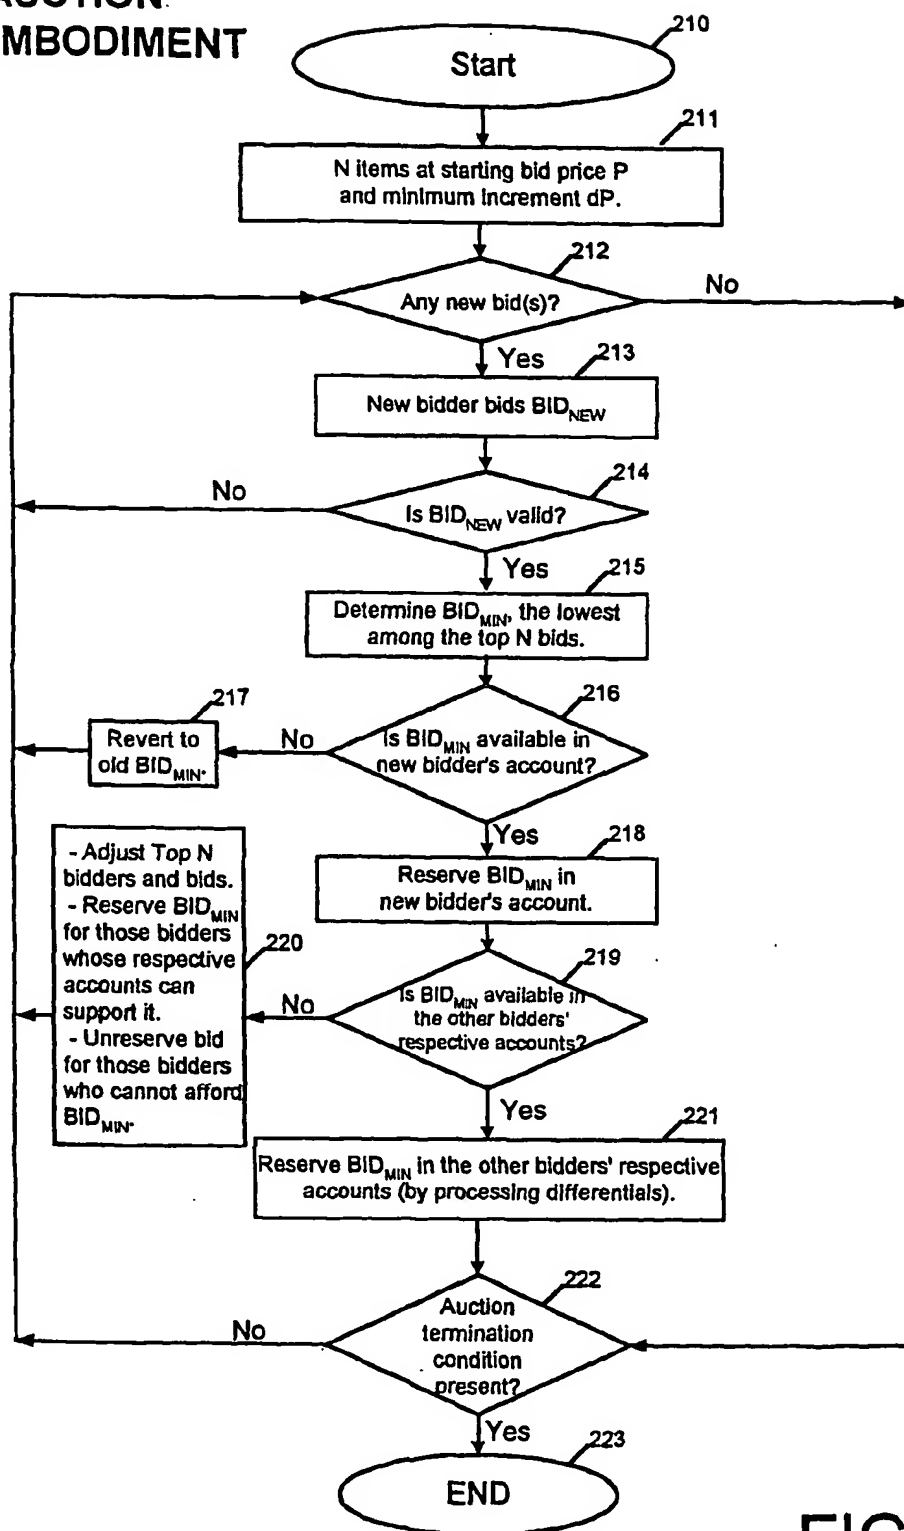 AUCTION
MBODIMENT
210
Start
211
N items at starting bid price P
and minimum increment dP.
212
Any new bid(s)?
No
Yes
213
New bidder bids BID_NEW
214
No
Is BID_NEW valid?
Yes
215
Determine BID_MIN, the lowest
among the top N bids.
216
217
Revert to
old BID_MIN.
No
Is BID_MIN available in
new bidder's account?
Yes
218
Reserve BID_MIN in
new bidder's account.
- Adjust Top N
bidders and bids.
- Reserve BID_MIN
for those bidders
whose respective
accounts can
support it.
- Unreserve bid
for those bidders
who cannot afford
BID_MIN.
220
219
No
Is BID_MIN available in
the other bidders'
respective accounts?
Yes
221
Reserve BID_MIN in the other bidders' respective
accounts (by processing differentials).
222
No
Auction
termination
condition
present?
Yes
223
END
FIG